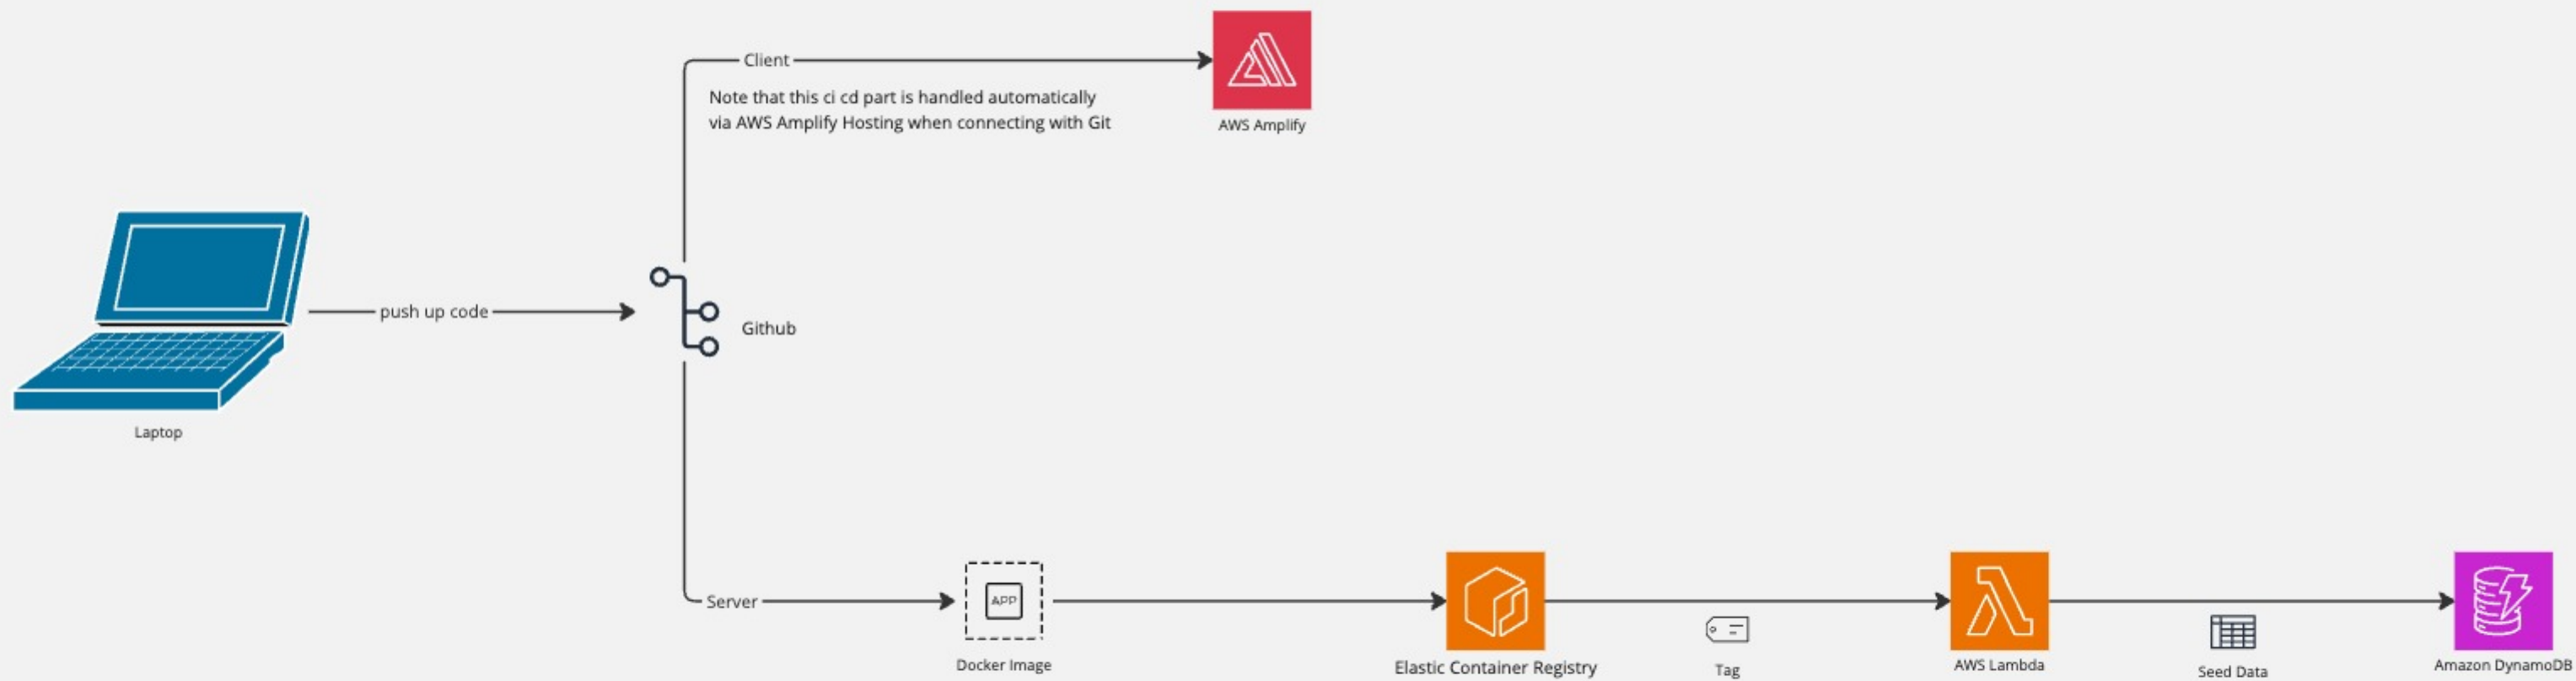 Client
Note that this ci cd part is handled automatically
via AWS Amplify Hosting when connecting with Git
AWS Amplify
push up code
Github
Laptop
Server
APP
Docker Image
Elastic Container Registry
Tag
AWS Lambda
Seed Data
Amazon DynamoDB